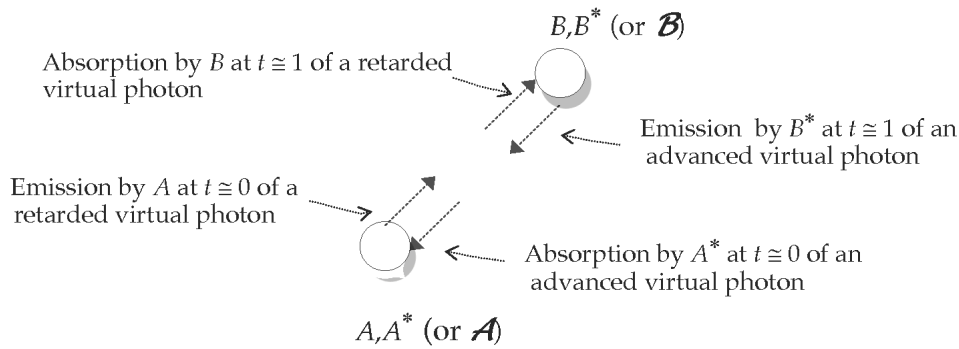 B,B* (or 𝓑)
Absorption by B at t ≅ 1 of a retarded
virtual photon
Emission by B* at t ≅ 1 of an
advanced virtual photon
Emission by A at t ≅ 0 of a
retarded virtual photon
Absorption by A* at t ≅ 0 of an
advanced virtual photon
A,A* (or 𝓐)